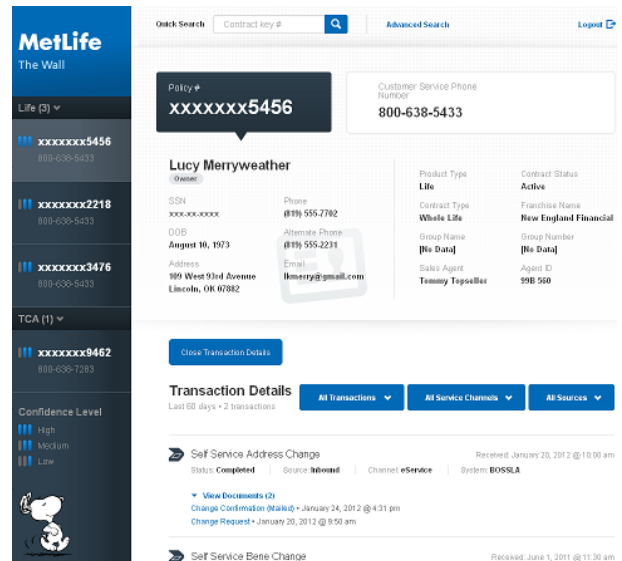 Quick Search
Contract key #
Advanced Search
Logout
MetLife
The Wall
Life (3)
xxxxxxx5456
800-638-5433
xxxxxxx2218
800-638-5433
xxxxxxx3476
800-638-5433
TCA (1)
xxxxxxx9462
800-638-7283
Confidence Level
High
Medium
Low
Policy #
xxxxxxx5456
Customer Service Phone
Number
800-638-5433
Lucy Merryweather
Owner
SSN
xxx-xx-xxxx
Phone
(819) 555-7702
DOB
August 10, 1973
Alternate Phone
(819) 555-2231
Address
109 West 93rd Avenue
Lincoln, OK 07882
Email
lkmerry@gmail.com
Product Type
Life
Contract Status
Active
Contract Type
Whole Life
Franchise Name
New England Financial
Group Name
[No Data]
Group Number
[No Data]
Sales Agent
Tommy Topseller
Agent ID
99B 560
Close Transaction Details
Transaction Details
Last 60 days • 2 transactions
All Transactions
All Service Channels
All Sources
Self Service Address Change
Received: January 20, 2012 @ 10:00 am
Status: Completed
Source: Inbound
Channel: eService
System: BOSSLA
View Documents (2)
Change Confirmation (Mailed) • January 24, 2012 @ 4:31 pm
Change Request • January 20, 2012 @ 9:50 am
Self Service Bene Change
Received: June 1, 2011 @ 11:30 am